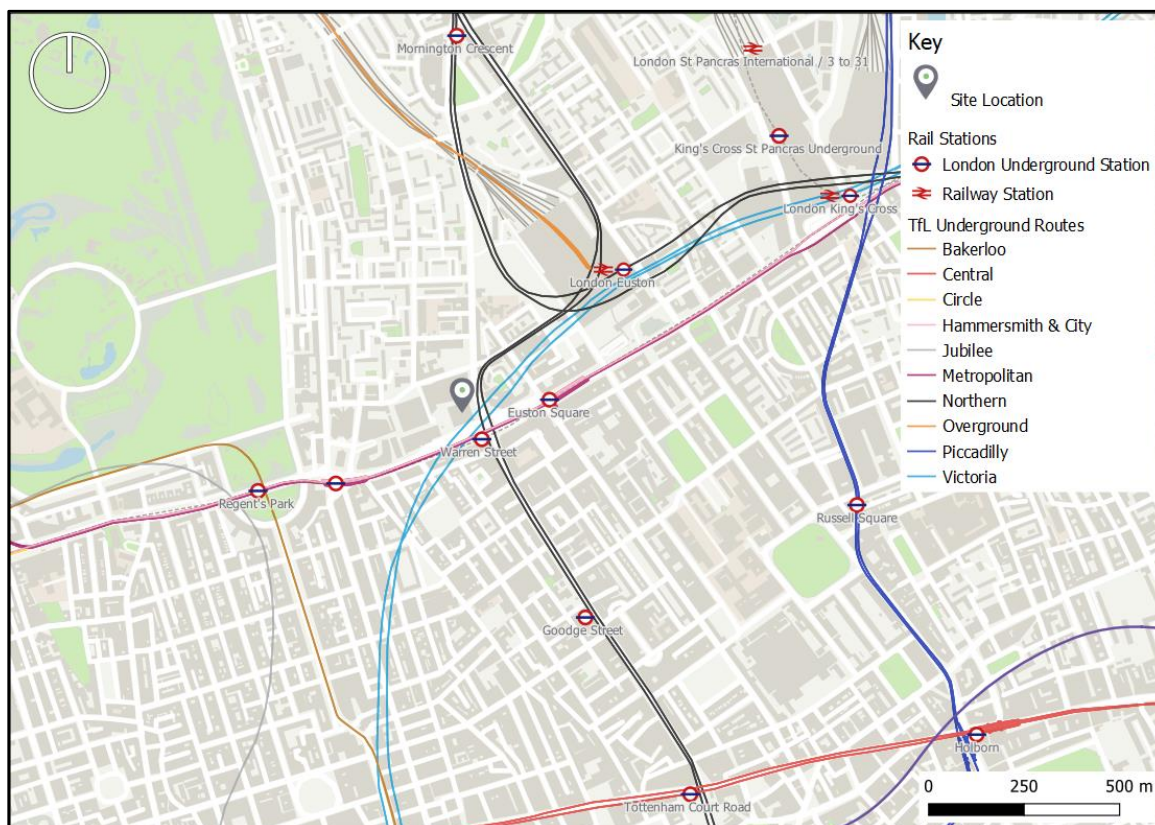 Mornington Crescent
London St Pancras International / 3 to 31
King's Cross St Pancras Underground
London King's Cross
London Euston
Euston Square
Warren Street
Regent's Park
Russell Square
Goodge Street
Holborn
Tottenham Court Road
Key
Site Location
Rail Stations
London Underground Station
Railway Station
TfL Underground Routes
Bakerloo
Central
Circle
Hammersmith & City
Jubilee
Metropolitan
Northern
Overground
Piccadilly
Victoria
0 250 500 m